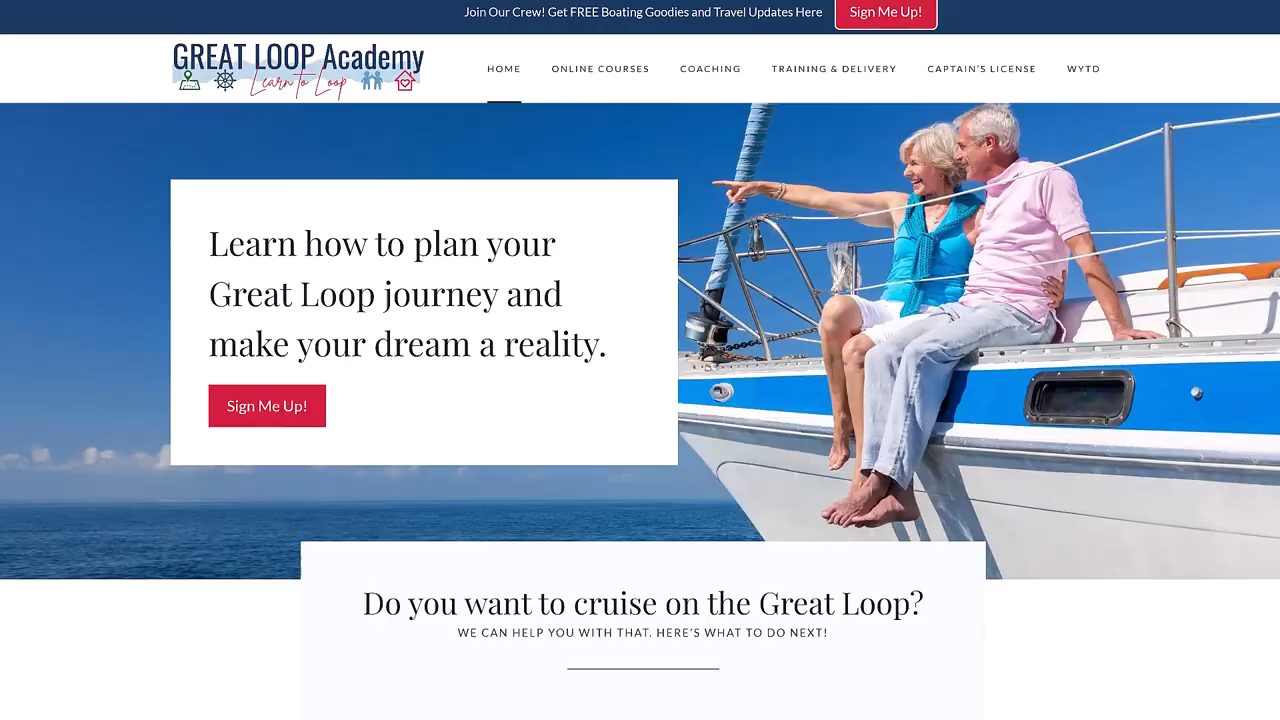 Join Our Crew! Get FREE Boating Goodies and Travel Updates Here
Sign Me Up!
GREAT LOOP Academy
Learn to Loop
HOME
ONLINE COURSES
COACHING
TRAINING & DELIVERY
CAPTAIN'S LICENSE
WYTD
Learn how to plan your
Great Loop journey and
make your dream a reality.
Sign Me Up!
Do you want to cruise on the Great Loop?
WE CAN HELP YOU WITH THAT. HERE'S WHAT TO DO NEXT!